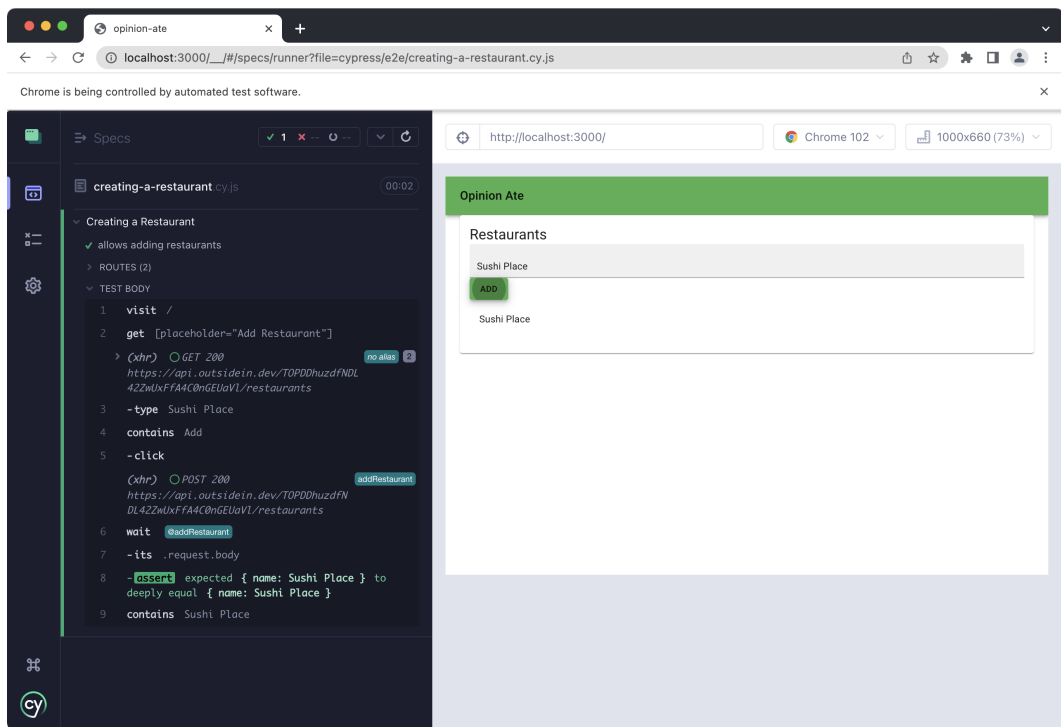 opinion-ate
localhost:3000/__/#/specs/runner?file=cypress/e2e/creating-a-restaurant.cy.js
Chrome is being controlled by automated test software.
Specs
1 -- --
creating-a-restaurant.cy.js 00:02
Creating a Restaurant
allows adding restaurants
ROUTES (2)
TEST BODY
1 visit /
2 get [placeholder="Add Restaurant"]
(xhr) GET 200 no alias 2
https://api.outsidein.dev/TOPDDhuzdfNDL
42ZwUxFfA4C0nGEUaVl/restaurants
3 -type Sushi Place
4 contains Add
5 -click
(xhr) POST 200 addRestaurant
https://api.outsidein.dev/TOPDDhuzdfN
DL42ZwUxFfA4C0nGEUaVl/restaurants
6 wait @addRestaurant
7 -its .request.body
8 -assert expected { name: Sushi Place } to
deeply equal { name: Sushi Place }
9 contains Sushi Place
cy
http://localhost:3000/
Chrome 102
1000x660 (73%)
Opinion Ate
Restaurants
Sushi Place
ADD
Sushi Place